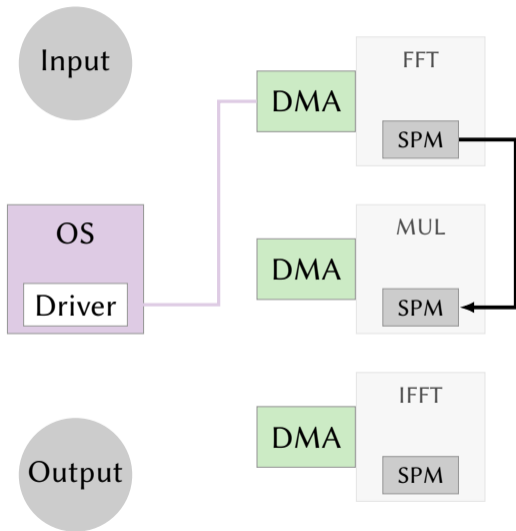 Input
FFT
DMA
SPM
OS
MUL
DMA
Driver
SPM
IFFT
DMA
Output
SPM